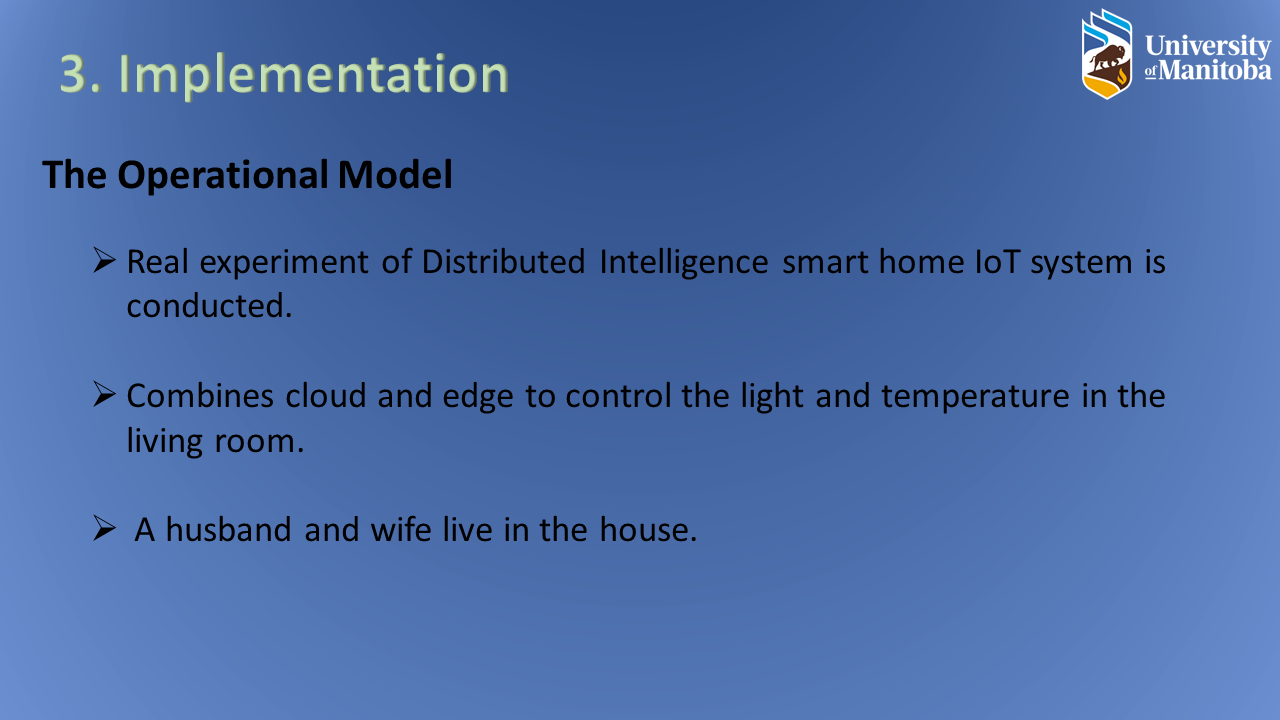 3. Implementation
University
of Manitoba
The Operational Model
➢ Real experiment of Distributed Intelligence smart home IoT system is
conducted.
➢ Combines cloud and edge to control the light and temperature in the
living room.
➢ A husband and wife live in the house.